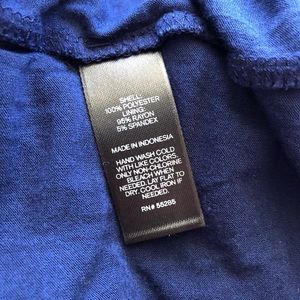 SHELL:
100% POLYESTER
LINING:
95% RAYON
5% SPANDEX
MADE IN INDONESIA
HAND WASH COLD
WITH LIKE COLORS.
ONLY NON-CHLORINE
BLEACH WHEN
NEEDED. LAY FLAT TO
DRY. COOL IRON IF
NEEDED.
RN# 55285